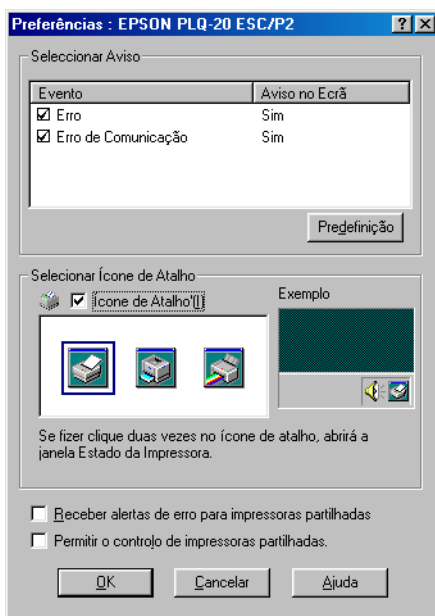 Preferências : EPSON PLQ-20 ESC/P2
Seleccionar Aviso
Evento Aviso no Ecrã
Erro Sim
Erro de Comunicação Sim
Predefinição
Selecionar Ícone de Atalho
Ícone de Atalho'(I)
Exemplo
Se fizer clique duas vezes no ícone de atalho, abrirá a
janela Estado da Impressora.
Receber alertas de erro para impressoras partilhadas
Permitir o controlo de impressoras partilhadas.
OK Cancelar Ajuda